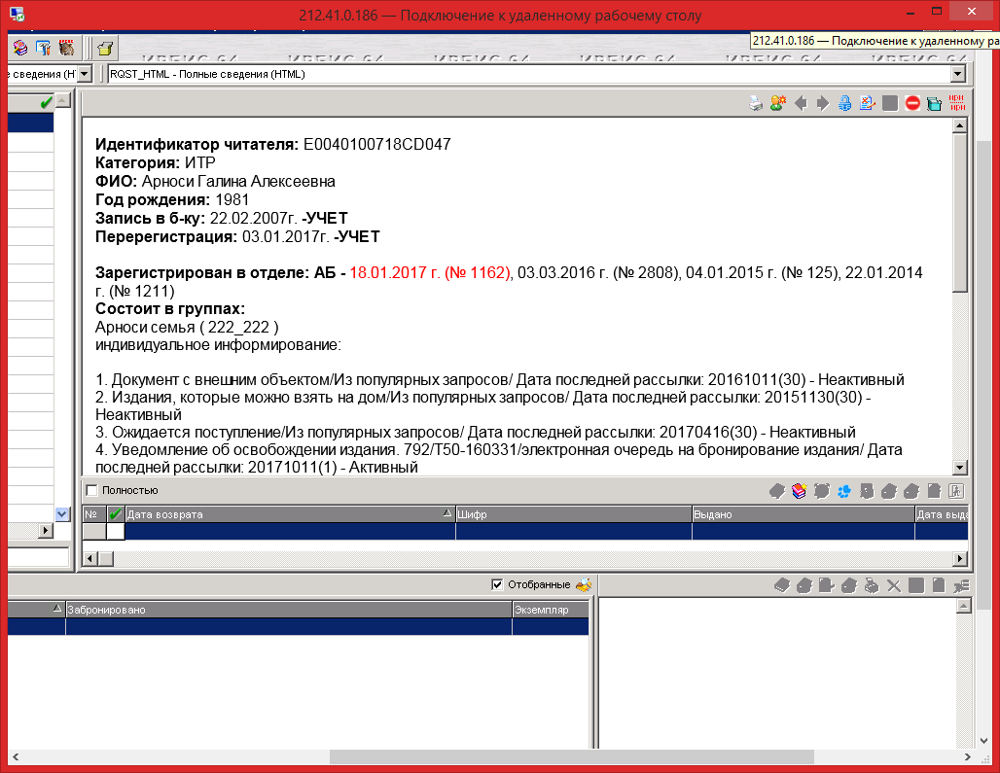 212.41.0.186 — Подключение к удаленному рабочему столу
212.41.0.186 — Подключение к удаленному ра
е сведения (HT
RQST_HTML - Полные сведения (HTML)
Идентификатор читателя: E0040100718CD047
Категория: ИТР
ФИО: Арноси Галина Алексеевна
Год рождения: 1981
Запись в б-ку: 22.02.2007г. -УЧЕТ
Перерегистрация: 03.01.2017г. -УЧЕТ
Зарегистрирован в отделе: АБ - 18.01.2017 г. (№ 1162), 03.03.2016 г. (№ 2808), 04.01.2015 г. (№ 125), 22.01.2014
г. (№ 1211)
Состоит в группах:
Арноси семья ( 222_222 )
индивидуальное информирование:
1. Документ с внешним объектом/Из популярных запросов/ Дата последней рассылки: 20161011(30) - Неактивный
2. Издания, которые можно взять на дом/Из популярных запросов/ Дата последней рассылки: 20151130(30) -
Неактивный
3. Ожидается поступление/Из популярных запросов/ Дата последней рассылки: 20170416(30) - Неактивный
4. Уведомление об освобождении издания. 792/Т50-160331/электронная очередь на бронирование издания/ Дата
последней рассылки: 20171011(1) - Активный
Полностью
№ Дата возврата Шифр Выдано Дата выда
Отобранные
Забронировано Экземпляр